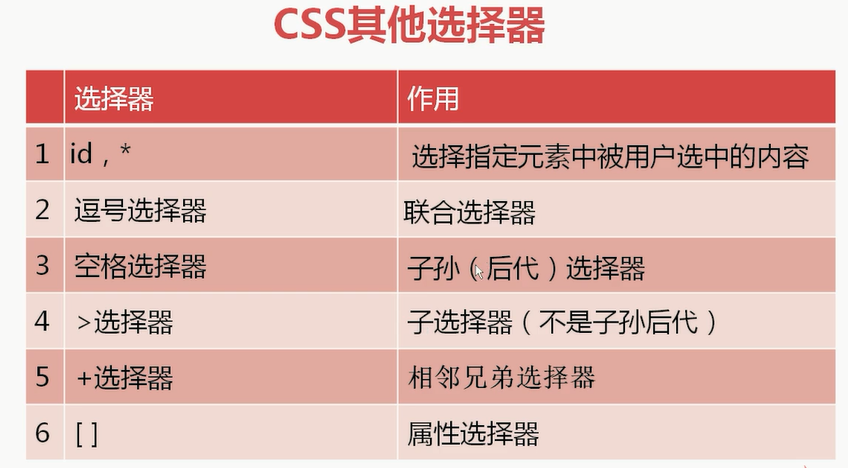 CSS其他选择器
选择器 作用
1 id，* 选择指定元素中被用户选中的内容
2 逗号选择器 联合选择器
3 空格选择器 子孙（后代）选择器
4 >选择器 子选择器（不是子孙后代）
5 +选择器 相邻兄弟选择器
6 [ ] 属性选择器